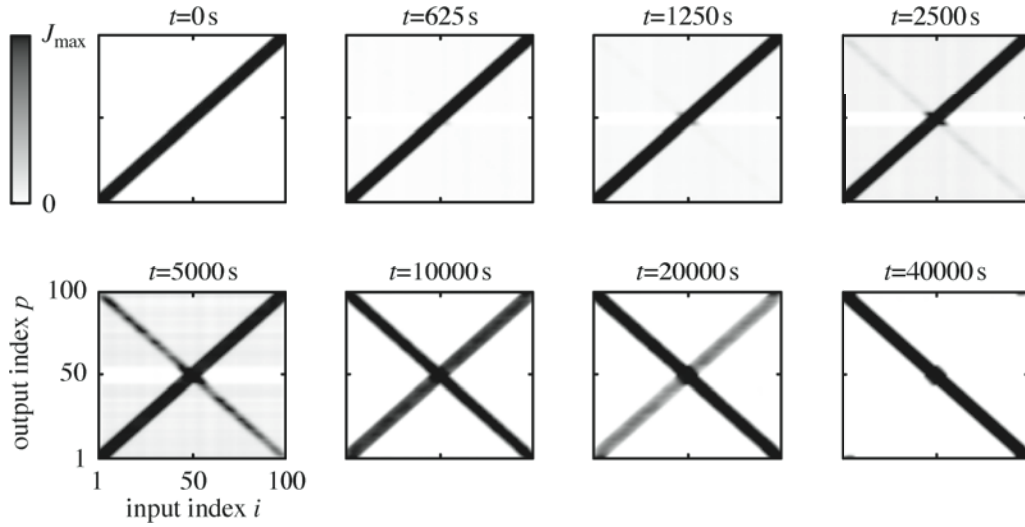 t=0 s t=625 s t=1250 s t=2500 s
J_max
0
t=5000 s t=10000 s t=20000 s t=40000 s
100
50
1
output index p
1 50 100
input index i